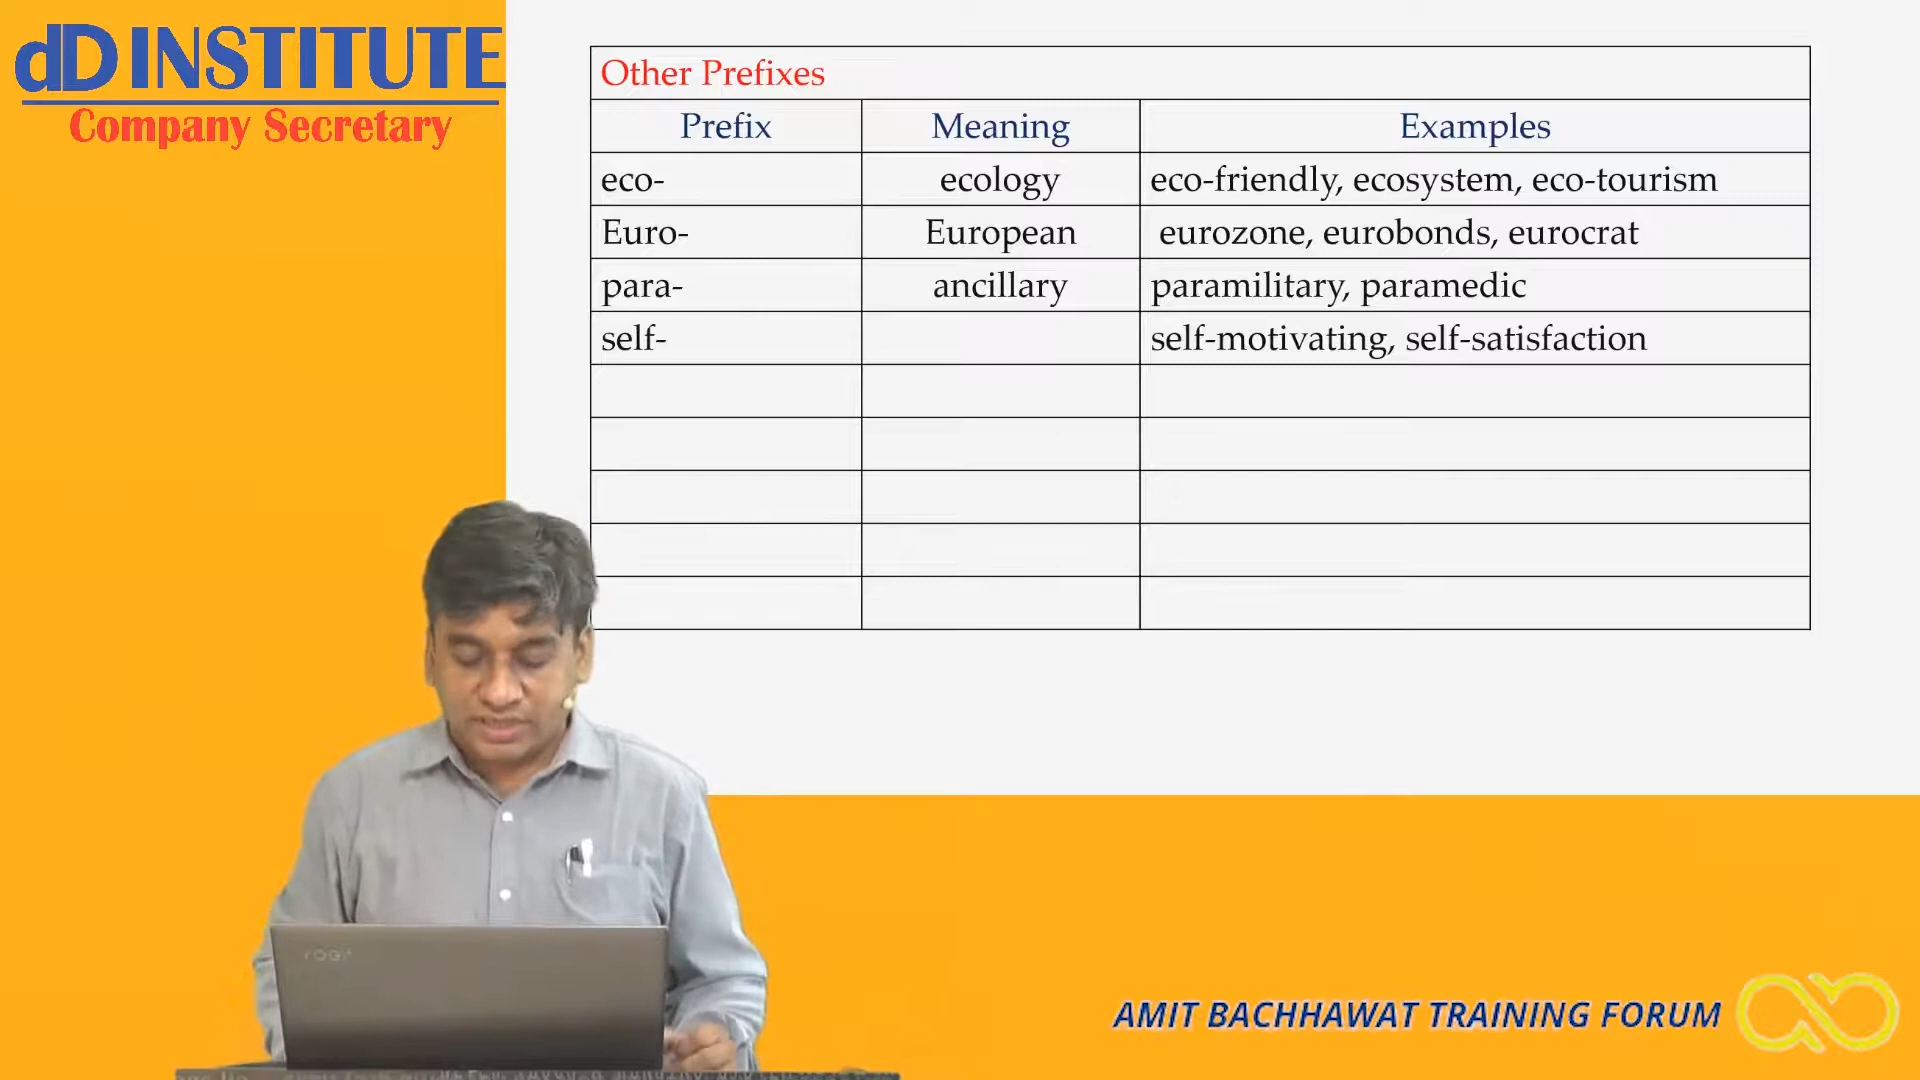 dD INSTITUTE
Company Secretary
Other Prefixes
Prefix Meaning Examples
eco- ecology eco-friendly, ecosystem, eco-tourism
Euro- European eurozone, eurobonds, eurocrat
para- ancillary paramilitary, paramedic
self- self-motivating, self-satisfaction
AMIT BACHHAWAT TRAINING FORUM